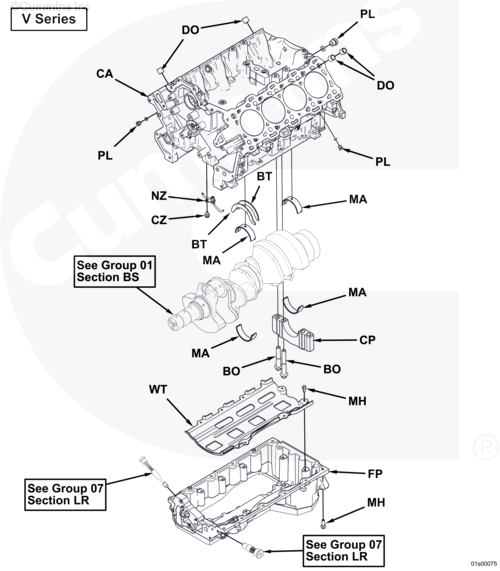 ©Cummins Inc.
V Series
DO
PL
CA
DO
PL
PL
NZ
BT
MA
CZ
BT
MA
See Group 01
Section BS
MA
CP
MA
BO
BO
WT
MH
FP
See Group 07
Section LR
MH
See Group 07
Section LR
Cummins
®
01s00075